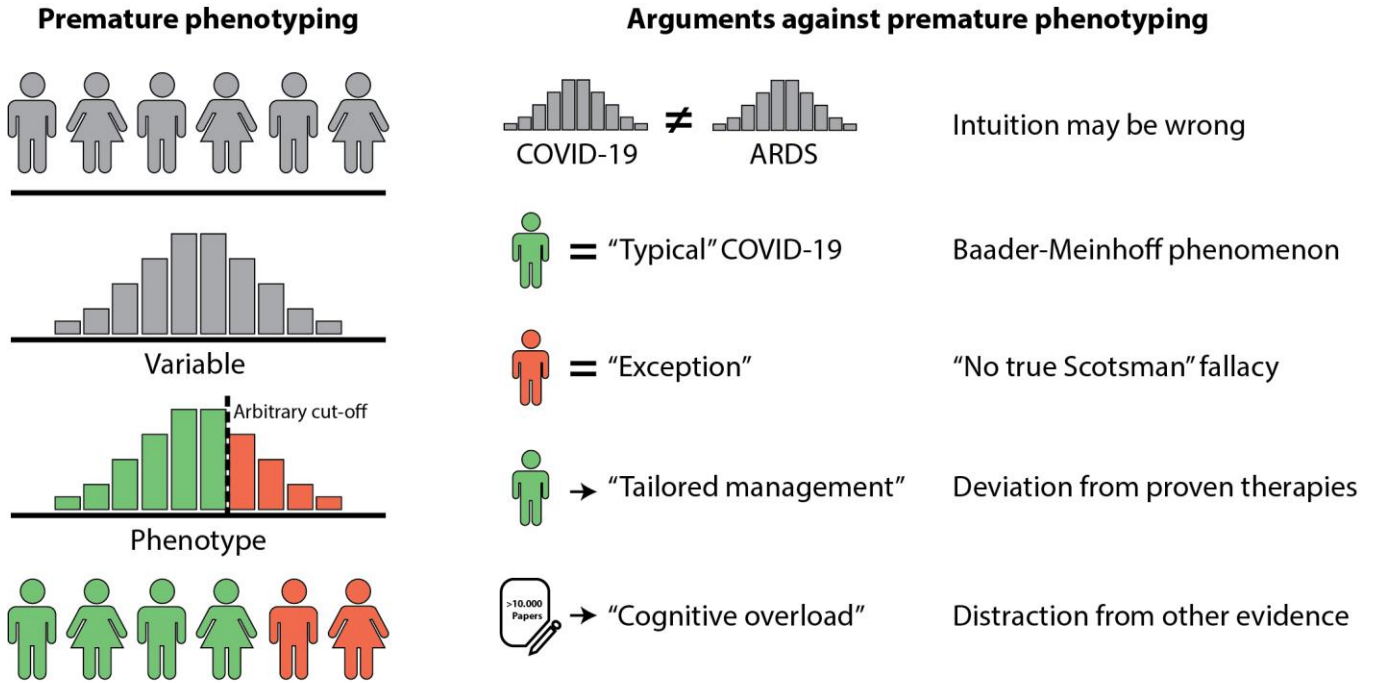 Premature phenotyping
Variable
Arbitrary cut-off
Phenotype
Arguments against premature phenotyping
COVID-19
≠
ARDS
Intuition may be wrong
= “Typical” COVID-19
Baader-Meinhoff phenomenon
= “Exception”
“No true Scotsman” fallacy
→ “Tailored management”
Deviation from proven therapies
>10.000
Papers
→ “Cognitive overload”
Distraction from other evidence